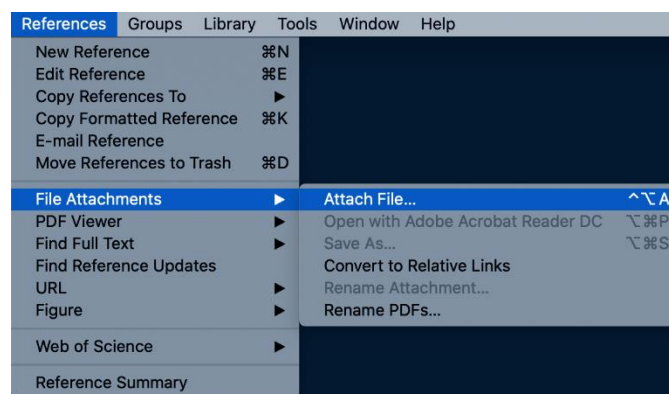 References Groups Library Tools Window Help
New Reference ⌘N
Edit Reference ⌘E
Copy References To ▶
Copy Formatted Reference ⌘K
E-mail Reference
Move References to Trash ⌘D
File Attachments ▶
PDF Viewer ▶
Find Full Text ▶
Find Reference Updates
URL ▶
Figure ▶
Web of Science ▶
Reference Summary
Attach File... ^⌥A
Open with Adobe Acrobat Reader DC ⌥⌘P
Save As... ⌥⌘S
Convert to Relative Links
Rename Attachment...
Rename PDFs...